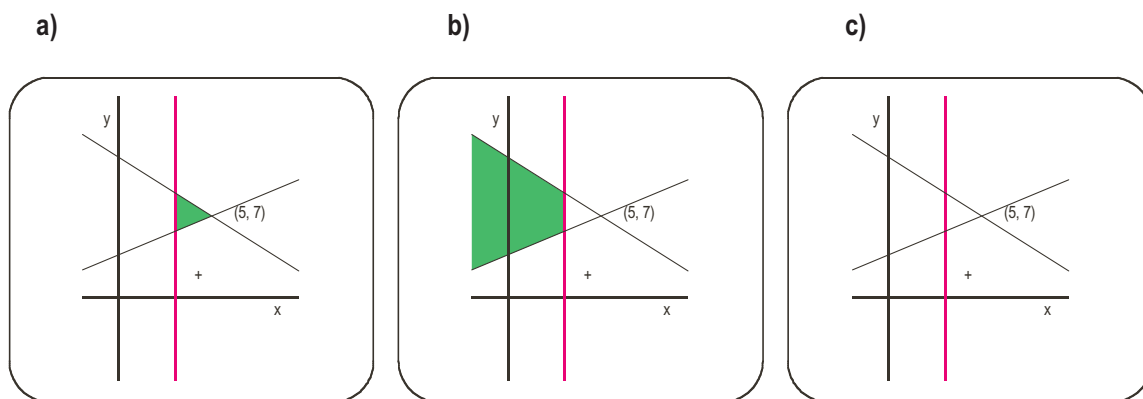 a)
y
(5, 7)
+
x
b)
y
(5, 7)
+
x
c)
y
(5, 7)
+
x